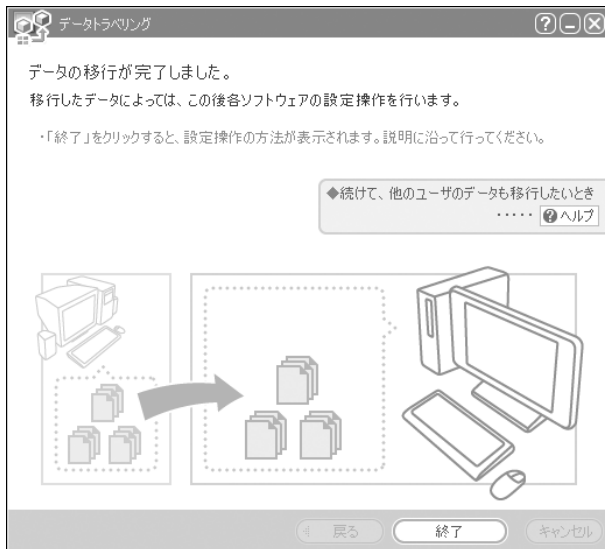 データトラベリング
データの移行が完了しました。
移行したデータによっては、この後各ソフトウェアの設定操作を行います。
・「終了」をクリックすると、設定操作の方法が表示されます。説明に沿って行ってください。
◆続けて、他のユーザのデータも移行したいとき
‥‥‥ ?ヘルプ
戻る 終了 キャンセル